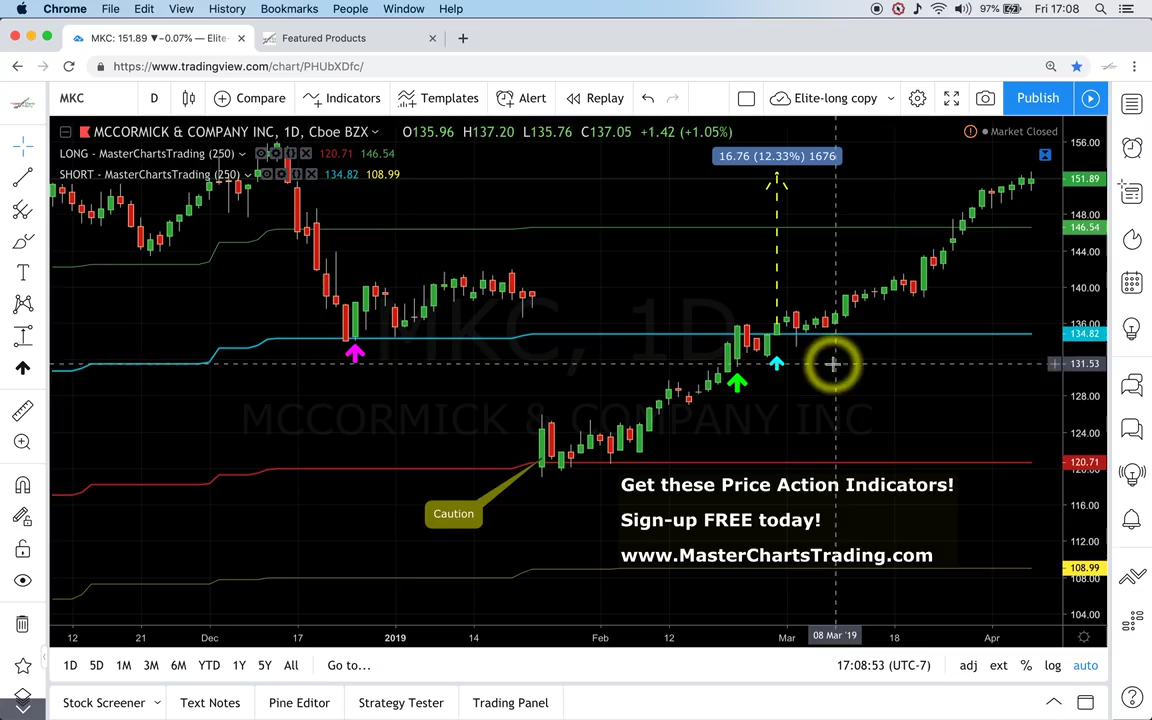 Chrome File Edit View History Bookmarks People Window Help 97% Fri 17:08
MKC: 151.89 ▼−0.07% — Elite- Featured Products
https://www.tradingview.com/chart/PHUbXDfc/
MKC D Compare Indicators Templates Alert Replay Elite-long copy Publish
MCCORMICK & COMPANY INC, 1D, Cboe BZX O135.96 H137.20 L135.76 C137.05 +1.42 (+1.05%) Market Closed
LONG - MasterChartsTrading (250) 120.71 146.54
SHORT - MasterChartsTrading (250) 134.82 108.99
16.76 (12.33%) 1676
156.00
151.89
148.00
146.54
144.00
140.00
136.00
134.82
131.53
128.00
124.00
120.71
120.00
116.00
112.00
108.99
108.00
104.00
MKC, 1D
MCCORMICK & COMPANY INC
Caution
Get these Price Action Indicators!
Sign-up FREE today!
www.MasterChartsTrading.com
12 21 Dec 17 2019 14 Feb 12 Mar 08 Mar '19 18 Apr
1D 5D 1M 3M 6M YTD 1Y 5Y All Go to... 17:08:53 (UTC-7) adj ext % log auto
Stock Screener Text Notes Pine Editor Strategy Tester Trading Panel